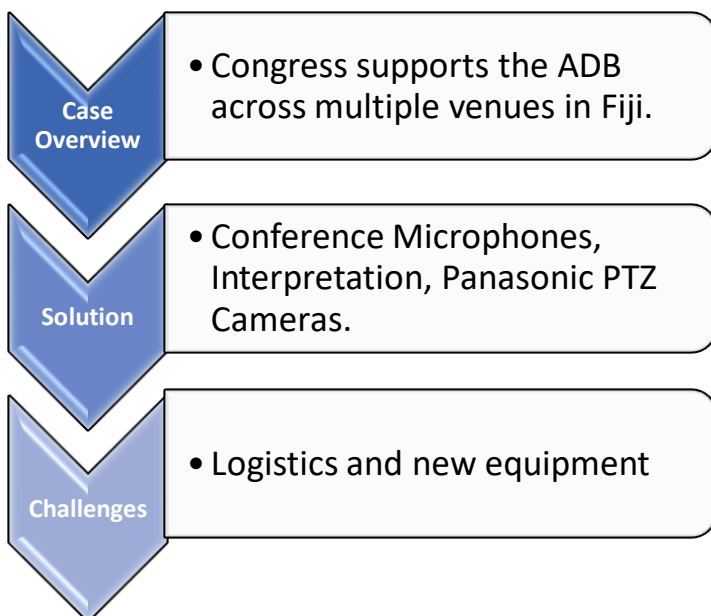 Case
Overview
• Congress supports the ADB
across multiple venues in Fiji.
Solution
• Conference Microphones,
Interpretation, Panasonic PTZ
Cameras.
Challenges
• Logistics and new equipment